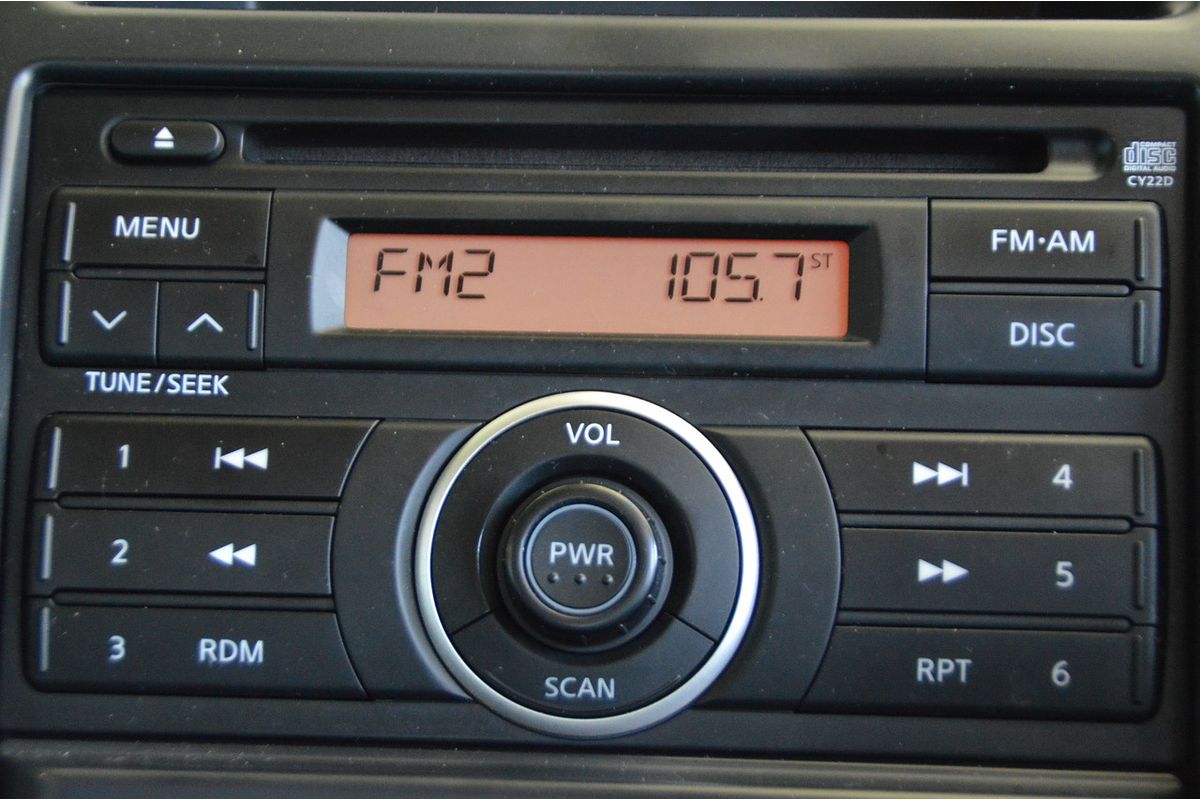 COMPACT
disc
DIGITAL AUDIO
CY22D
MENU
FM2 105.7 ST
FM·AM
DISC
TUNE/SEEK
VOL
1
4
2
PWR
5
3 RDM
RPT 6
SCAN